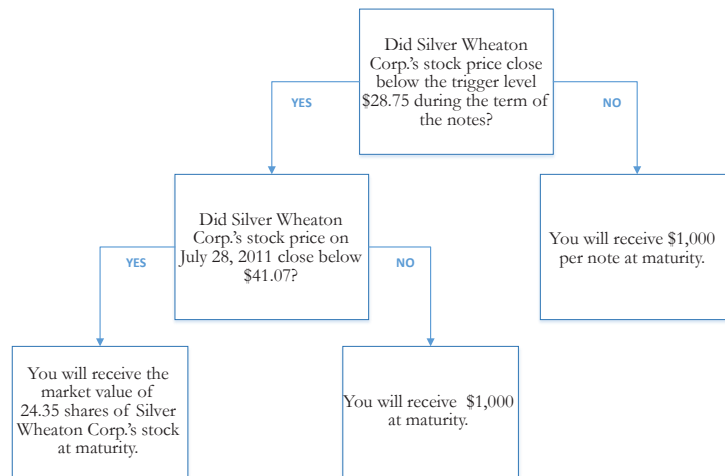 Did Silver Wheaton
Corp.'s stock price close
below the trigger level
$28.75 during the term of
the notes?
YES
NO
Did Silver Wheaton
Corp.'s stock price on
July 28, 2011 close below
$41.07?
You will receive $1,000
per note at maturity.
YES
NO
You will receive the
market value of
24.35 shares of Silver
Wheaton Corp.'s stock
at maturity.
You will receive $1,000
at maturity.